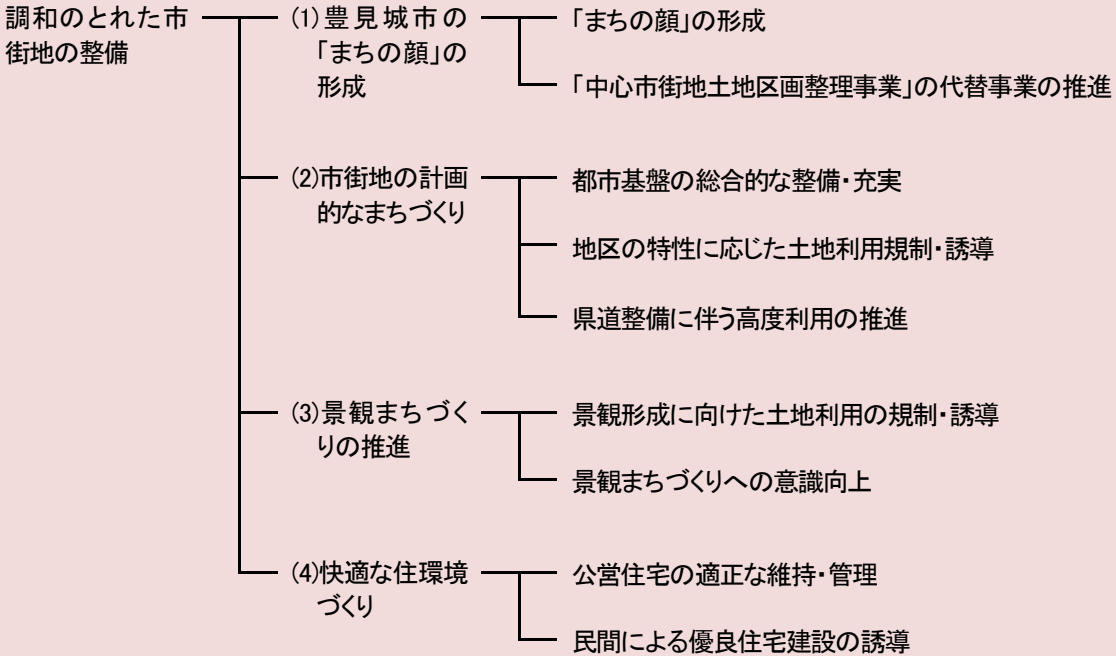 調和のとれた市
街地の整備
(1)豊見城市の
「まちの顔」の
形成
「まちの顔」の形成
「中心市街地土地区画整理事業」の代替事業の推進
(2)市街地の計画
的なまちづくり
都市基盤の総合的な整備・充実
地区の特性に応じた土地利用規制・誘導
県道整備に伴う高度利用の推進
(3)景観まちづく
りの推進
景観形成に向けた土地利用の規制・誘導
景観まちづくりへの意識向上
(4)快適な住環境
づくり
公営住宅の適正な維持・管理
民間による優良住宅建設の誘導